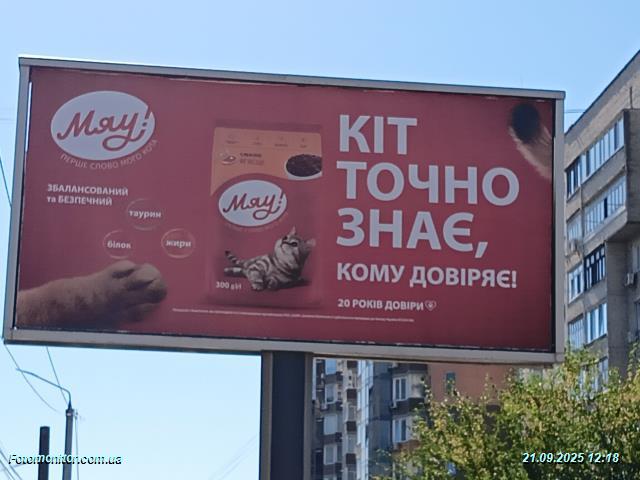 Мяу!
ПЕРШЕ СЛОВО МОГО КОТА
ЗБАЛАНСОВАНИЙ
та БЕЗПЕЧНИЙ
таурин
білок
жири
Мяу!
300 g/г
КІТ
ТОЧНО
ЗНАЄ,
КОМУ ДОВІРЯЄ!
20 РОКІВ ДОВІРИ
Fotomonitor.com.ua
21.09.2025 12:18